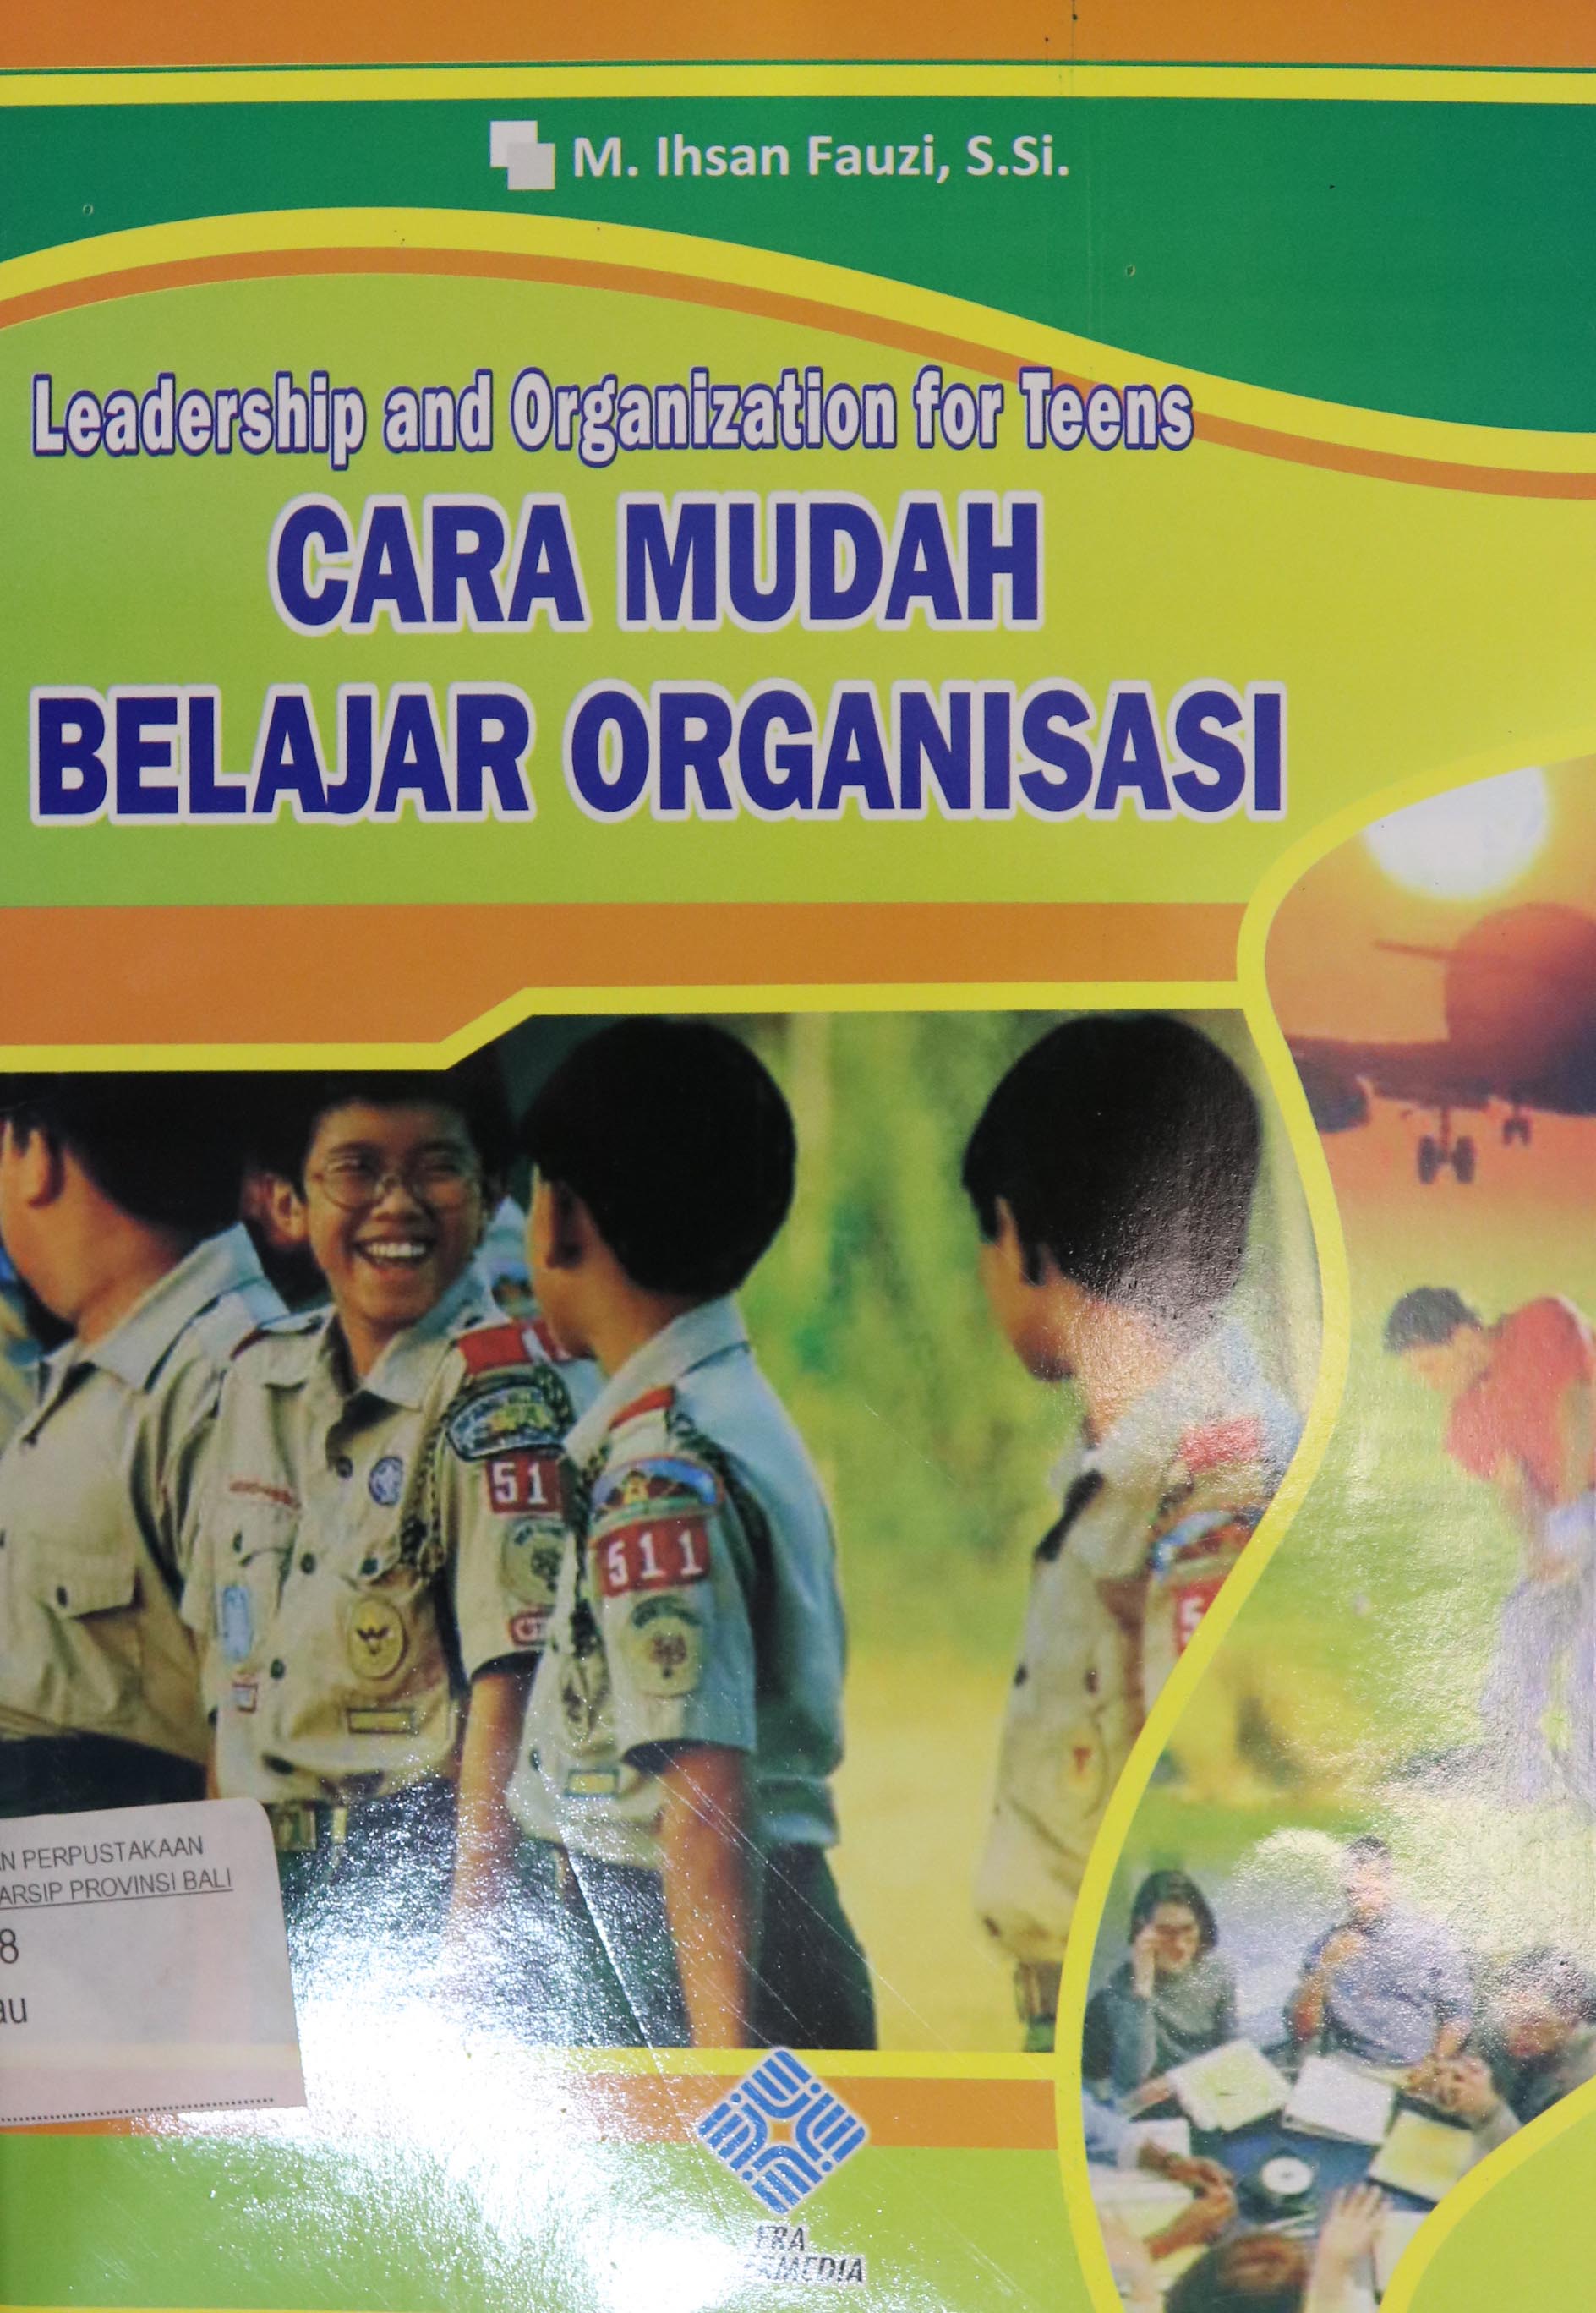 M. Ihsan Fauzi, S.Si.
Leadership and Organization for Teens
CARA MUDAH
BELAJAR ORGANISASI
51
511
5
N PERPUSTAKAAN
ARSIP PROVINSI BALI
8
au